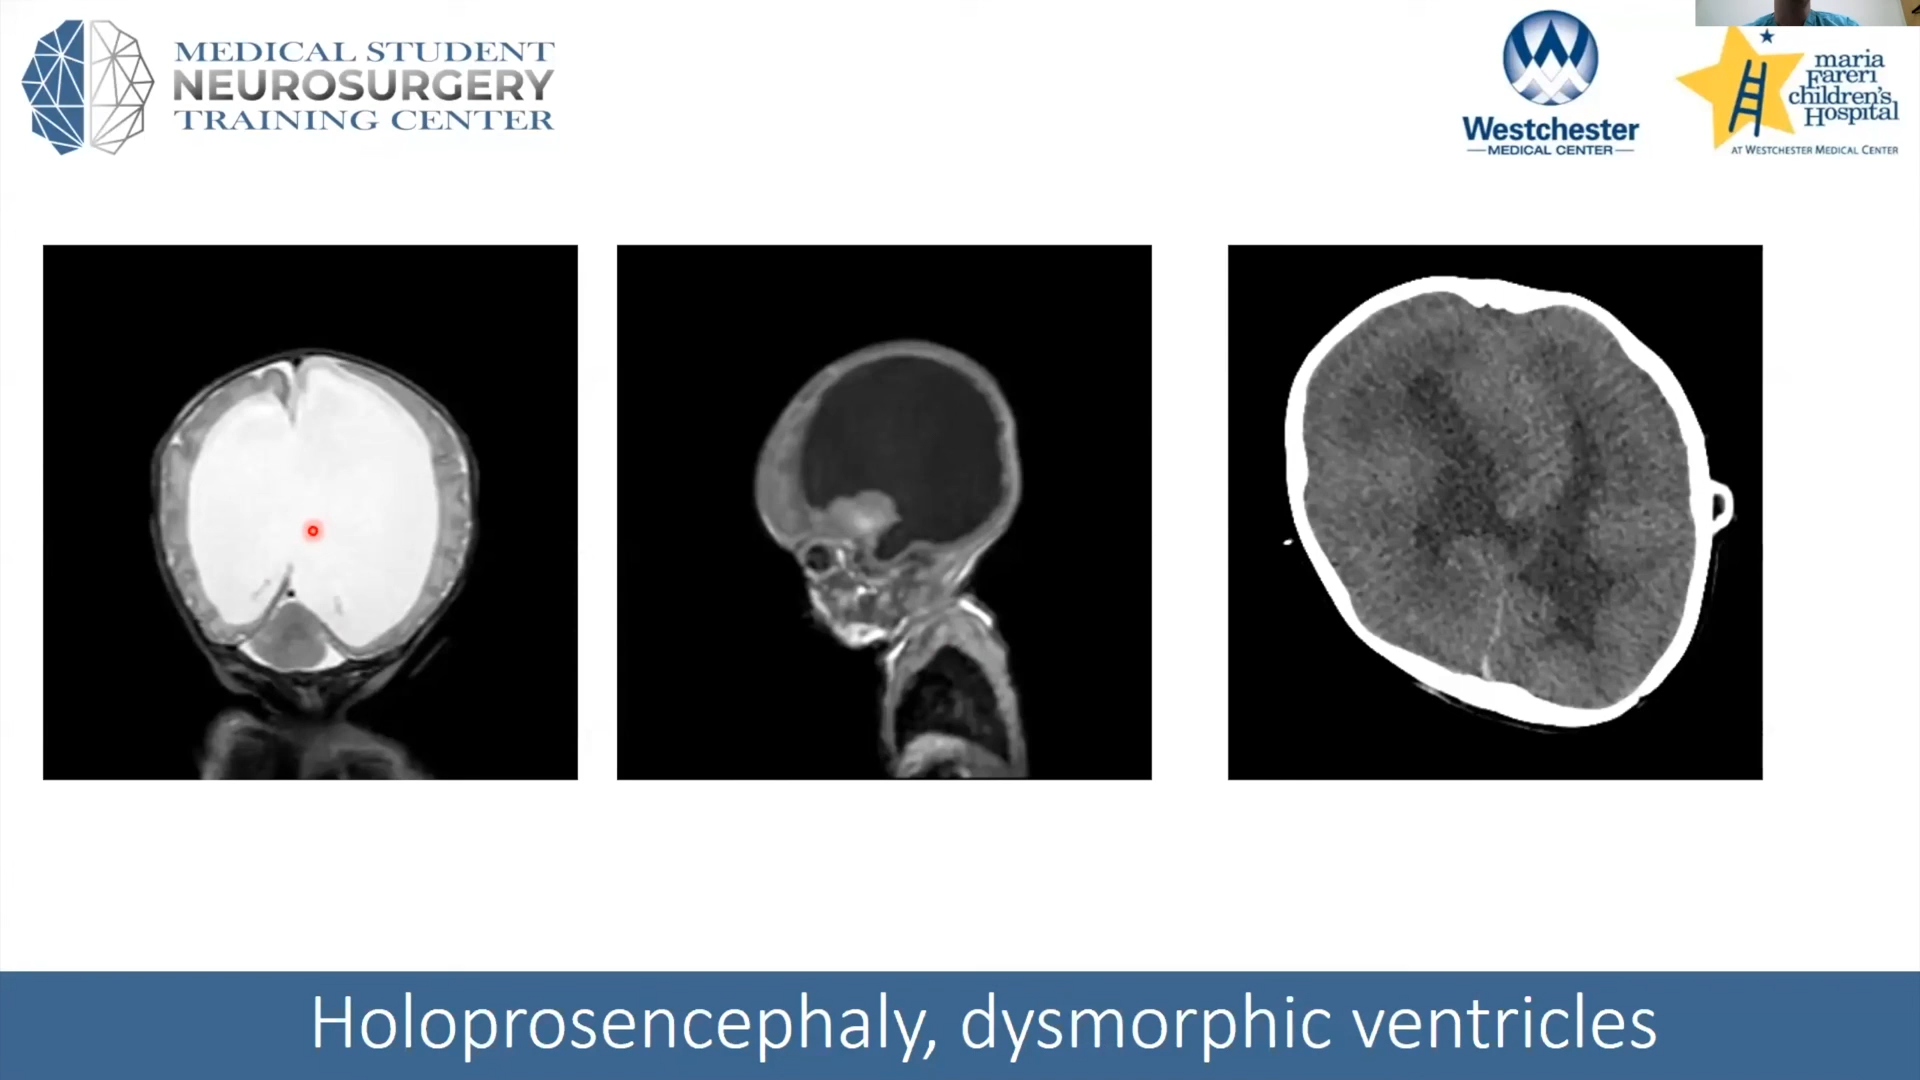 MEDICAL STUDENT
NEUROSURGERY
TRAINING CENTER
Westchester
MEDICAL CENTER
maria
Fareri
children's
Hospital
AT WESTCHESTER MEDICAL CENTER
Holoprosencephaly, dysmorphic ventricles